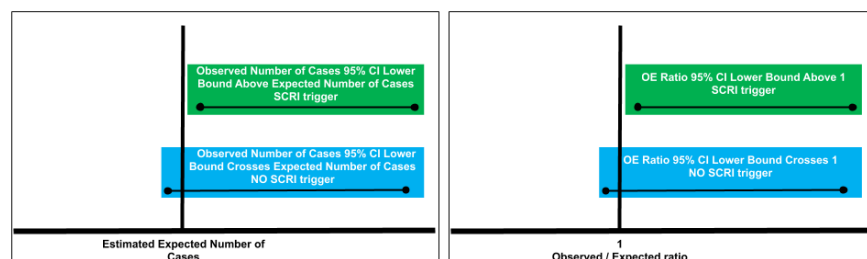 Observed Number of Cases 95% CI Lower
Bound Above Expected Number of Cases
SCRI trigger
Observed Number of Cases 95% CI Lower
Bound Crosses Expected Number of Cases
NO SCRI trigger
Estimated Expected Number of
Cases
OE Ratio 95% CI Lower Bound Above 1
SCRI trigger
OE Ratio 95% CI Lower Bound Crosses 1
NO SCRI trigger
1
Observed / Expected ratio